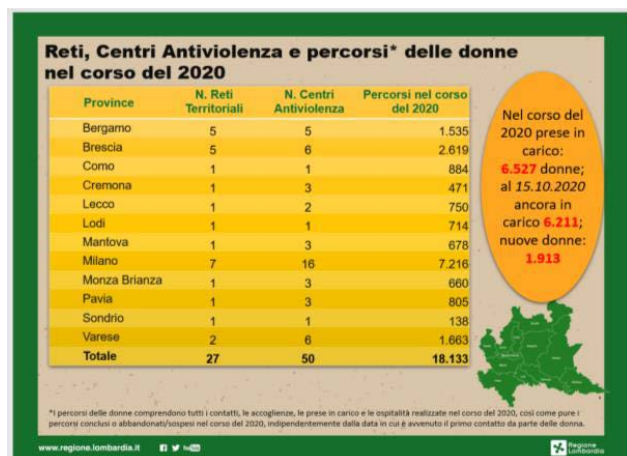 Reti, Centri Antiviolenza e percorsi* delle donne
nel corso del 2020
Province N. Reti Territoriali N. Centri Antiviolenza Percorsi nel corso del 2020
Bergamo 5 5 1.535
Brescia 5 6 2.619
Como 1 1 884
Cremona 1 3 471
Lecco 1 2 750
Lodi 1 1 714
Mantova 1 3 678
Milano 7 16 7.216
Monza Brianza 1 3 660
Pavia 1 3 805
Sondrio 1 1 138
Varese 2 6 1.663
Totale 27 50 18.133
Nel corso del
2020 prese in
carico:
6.527 donne;
al 15.10.2020
ancora in
carico 6.211;
nuove donne:
1.913
*I percorsi delle donne comprendono tutti i contatti, le accoglienze, le prese in carico e le ospitalità realizzate nel corso del 2020, così come pure i
percorsi conclusi o abbandonati/sospesi nel corso del 2020, indipendentemente dalla data in cui è avvenuto il primo contatto da parte delle donna.
www.regione.lombardia.it
Regione
Lombardia